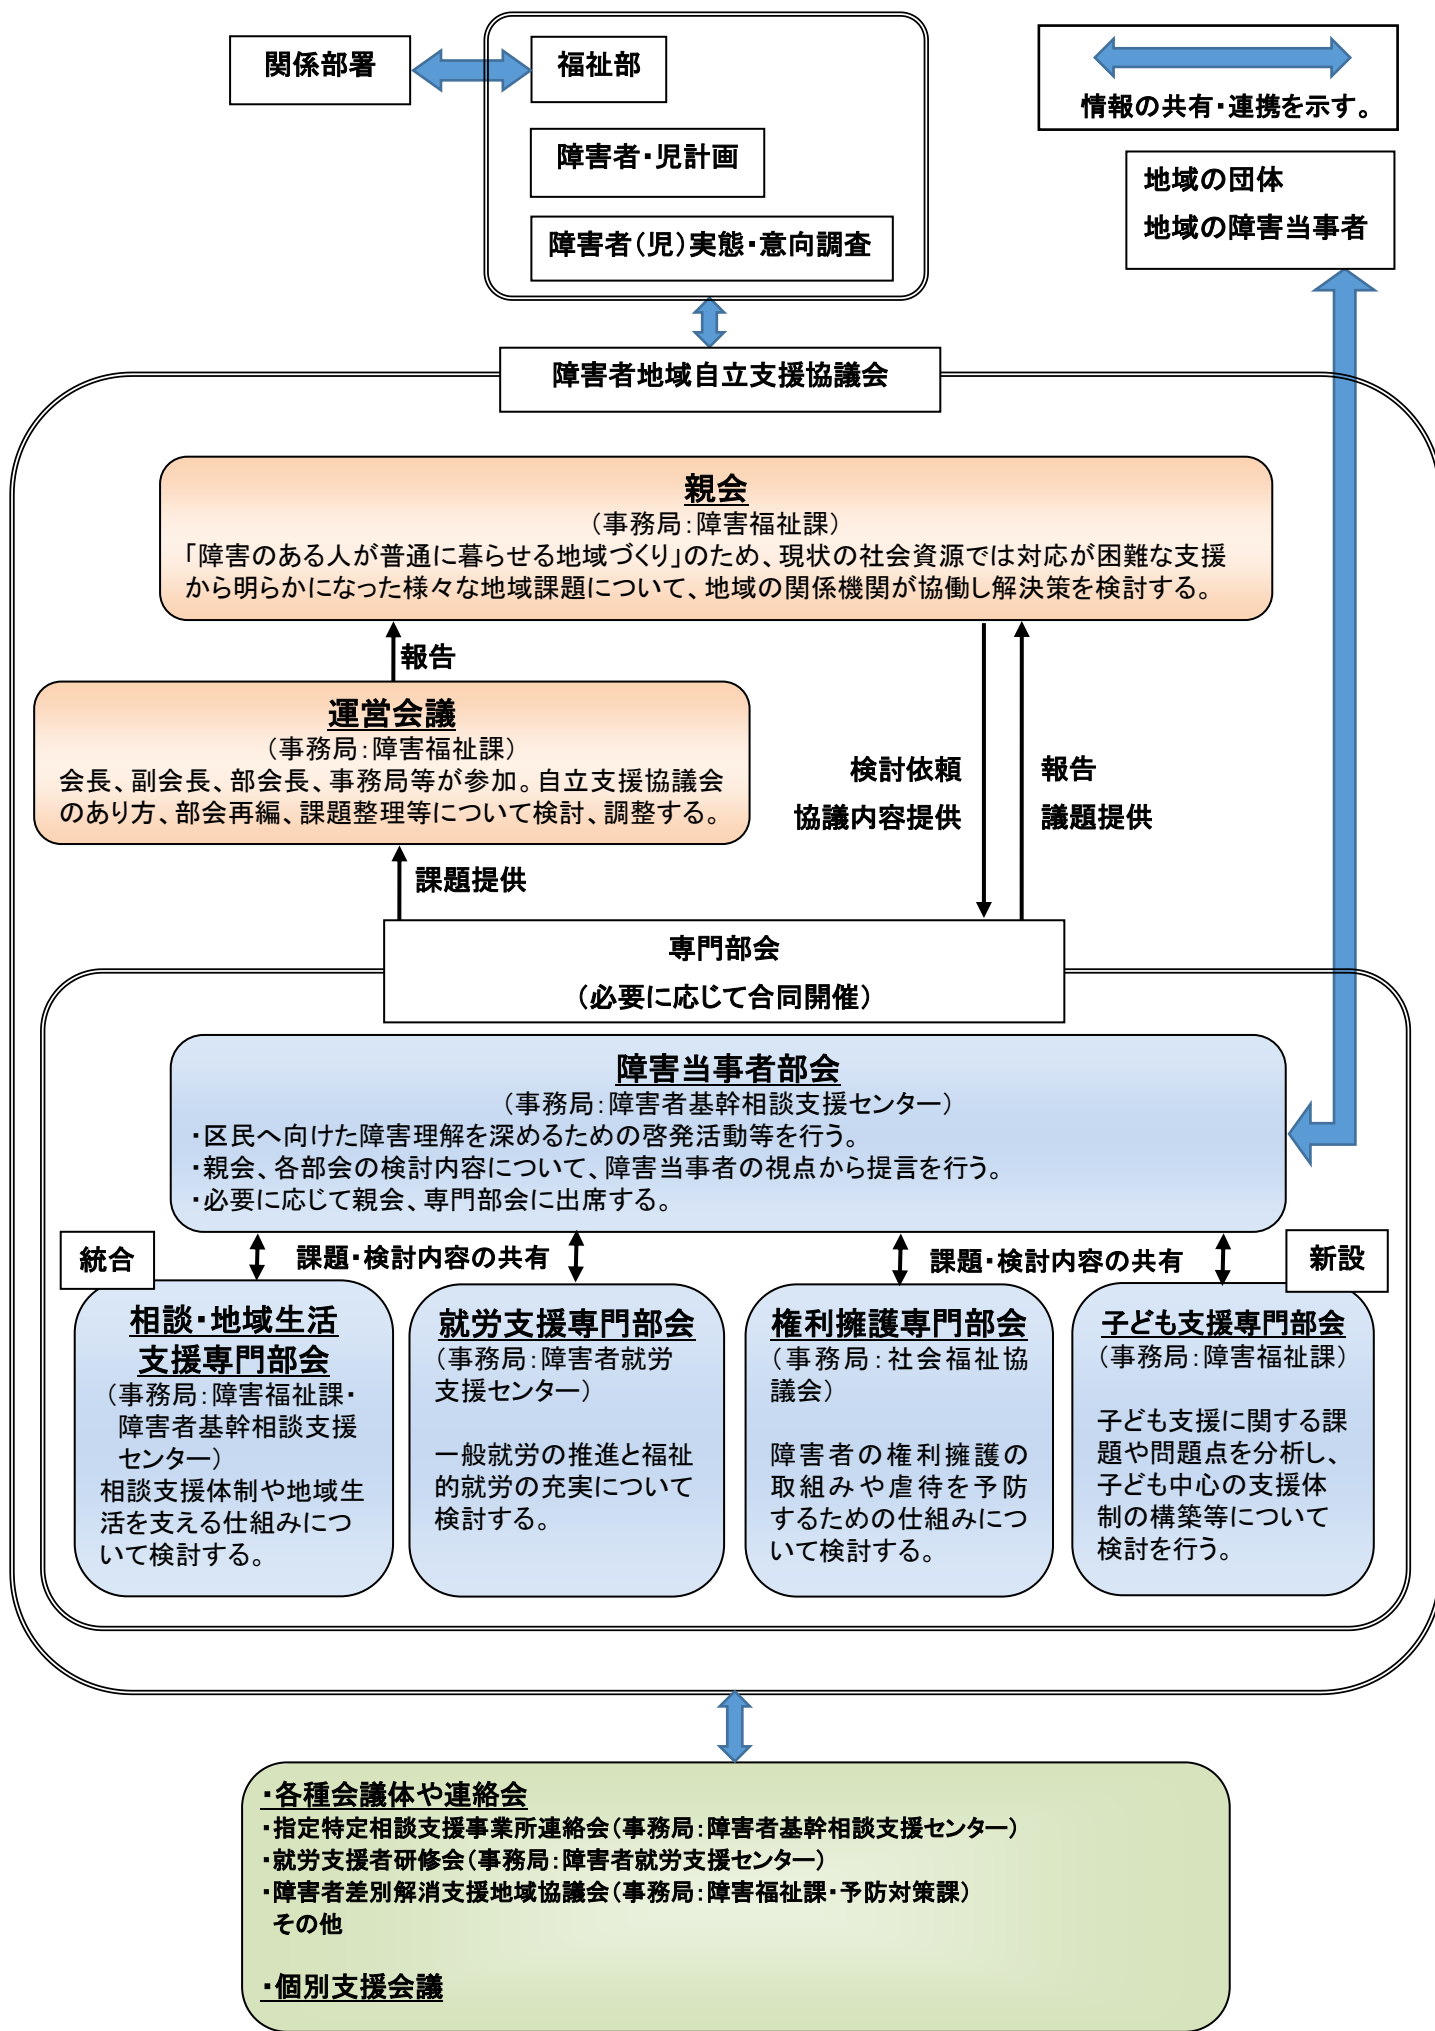 関係部署
福祉部
障害者・児計画
障害者（児）実態・意向調査
情報の共有・連携を示す。
地域の団体
地域の障害当事者
障害者地域自立支援協議会
親会
（事務局：障害福祉課）
「障害のある人が普通に暮らせる地域づくり」のため、現状の社会資源では対応が困難な支援
から明らかになった様々な地域課題について、地域の関係機関が協働し解決策を検討する。
報告
運営会議
（事務局：障害福祉課）
会長、副会長、部会長、事務局等が参加。自立支援協議会
のあり方、部会再編、課題整理等について検討、調整する。
検討依頼
協議内容提供
報告
議題提供
課題提供
専門部会
（必要に応じて合同開催）
障害当事者部会
（事務局：障害者基幹相談支援センター）
・区民へ向けた障害理解を深めるための啓発活動等を行う。
・親会、各部会の検討内容について、障害当事者の視点から提言を行う。
・必要に応じて親会、専門部会に出席する。
統合
課題・検討内容の共有
課題・検討内容の共有
新設
相談・地域生活
支援専門部会
（事務局：障害福祉課・
障害者基幹相談支援
センター）
相談支援体制や地域生
活を支える仕組みにつ
いて検討する。
就労支援専門部会
（事務局：障害者就労
支援センター）
一般就労の推進と福祉
的就労の充実について
検討する。
権利擁護専門部会
（事務局：社会福祉協
議会）
障害者の権利擁護の
取組みや虐待を予防
するための仕組みにつ
いて検討する。
子ども支援専門部会
（事務局：障害福祉課）
子ども支援に関する課
題や問題点を分析し、
子ども中心の支援体
制の構築等について
検討を行う。
・各種会議体や連絡会
・指定特定相談支援事業所連絡会（事務局：障害者基幹相談支援センター）
・就労支援者研修会（事務局：障害者就労支援センター）
・障害者差別解消支援地域協議会（事務局：障害福祉課・予防対策課）
その他
・個別支援会議